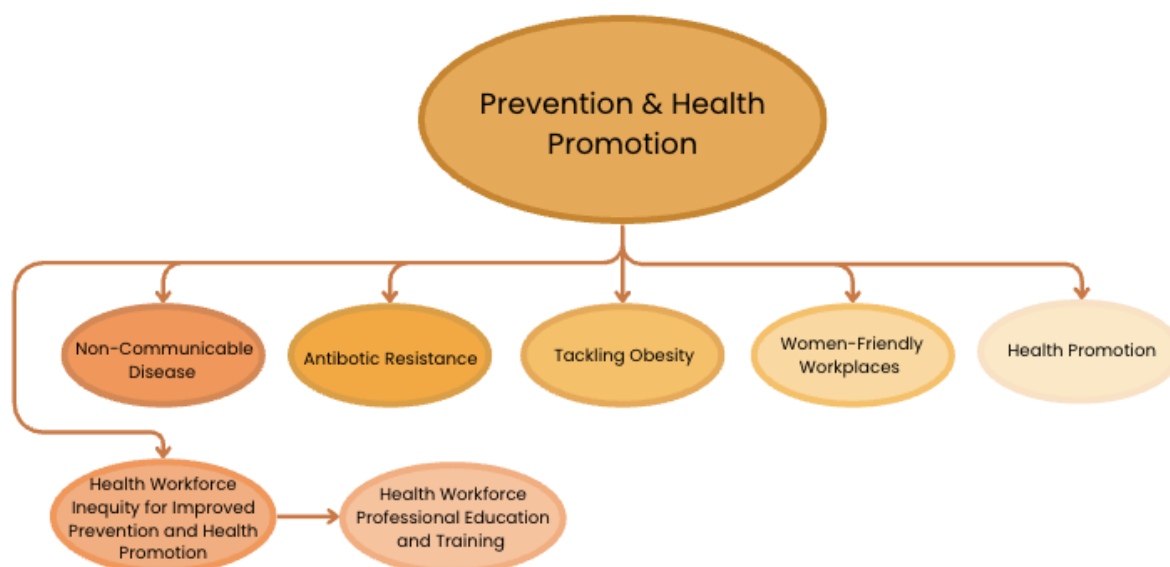 Prevention & Health
Promotion
Non-Communicable
Disease
Antibotic Resistance
Tackling Obesity
Women-Friendly
Workplaces
Health Promotion
Health Workforce
Inequity for Improved
Prevention and Health
Promotion
Health Workforce
Professional Education
and Training